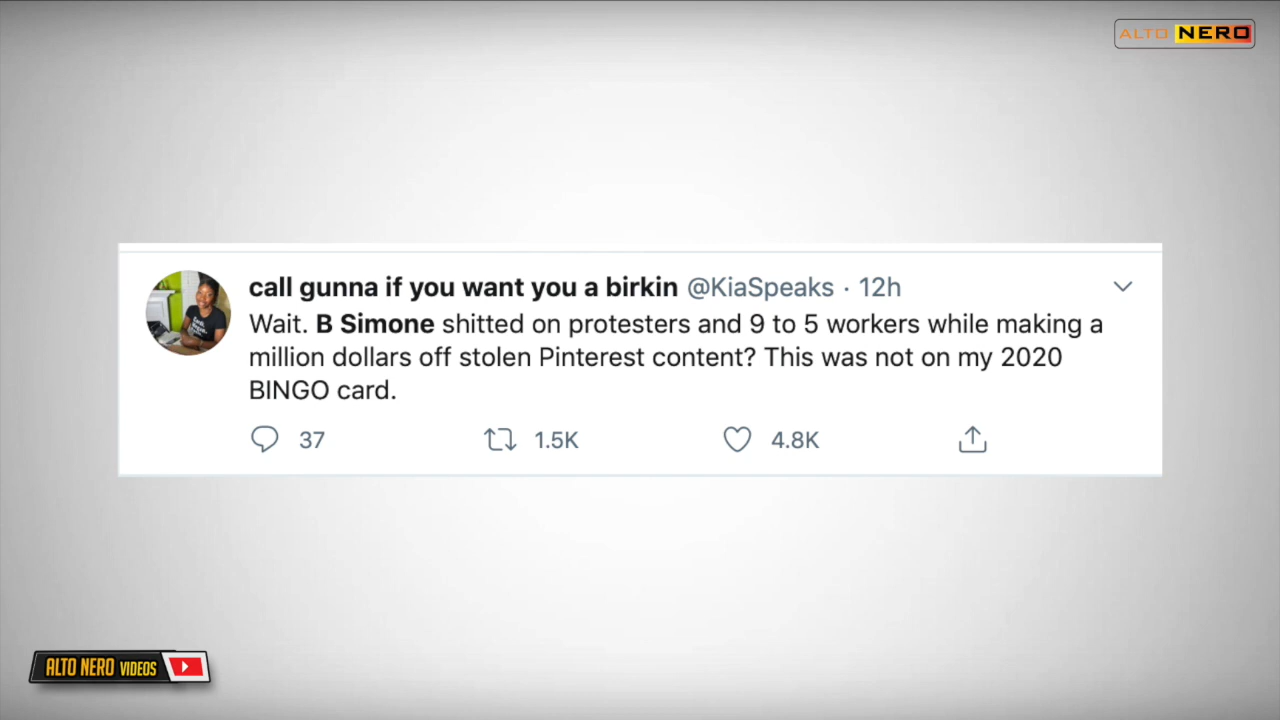 ALTO NERO
call gunna if you want you a birkin @KiaSpeaks · 12h
Wait. B Simone shitted on protesters and 9 to 5 workers while making a
million dollars off stolen Pinterest content? This was not on my 2020
BINGO card.
37 1.5K 4.8K
ALTO NERO VIDEOS